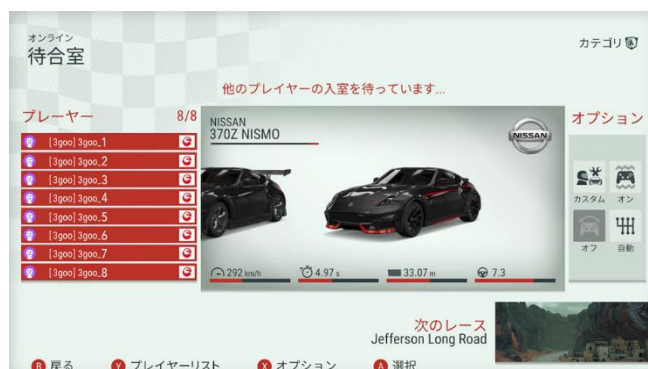 オンライン
待合室
カテゴリ
他のプレイヤーの入室を待っています...
プレーヤー 8/8
[3goo] 3goo_1
[3goo] 3goo_2
[3goo] 3goo_3
[3goo] 3goo_4
[3goo] 3goo_5
[3goo] 3goo_6
[3goo] 3goo_7
[3goo] 3goo_8
NISSAN
370Z NISMO
NISSAN
292 km/h 4.97 s 33.07 m 7.3
オプション
カスタム オン
オフ 自動
次のレース
Jefferson Long Road
B 戻る Y プレイヤーリスト X オプション A 選択